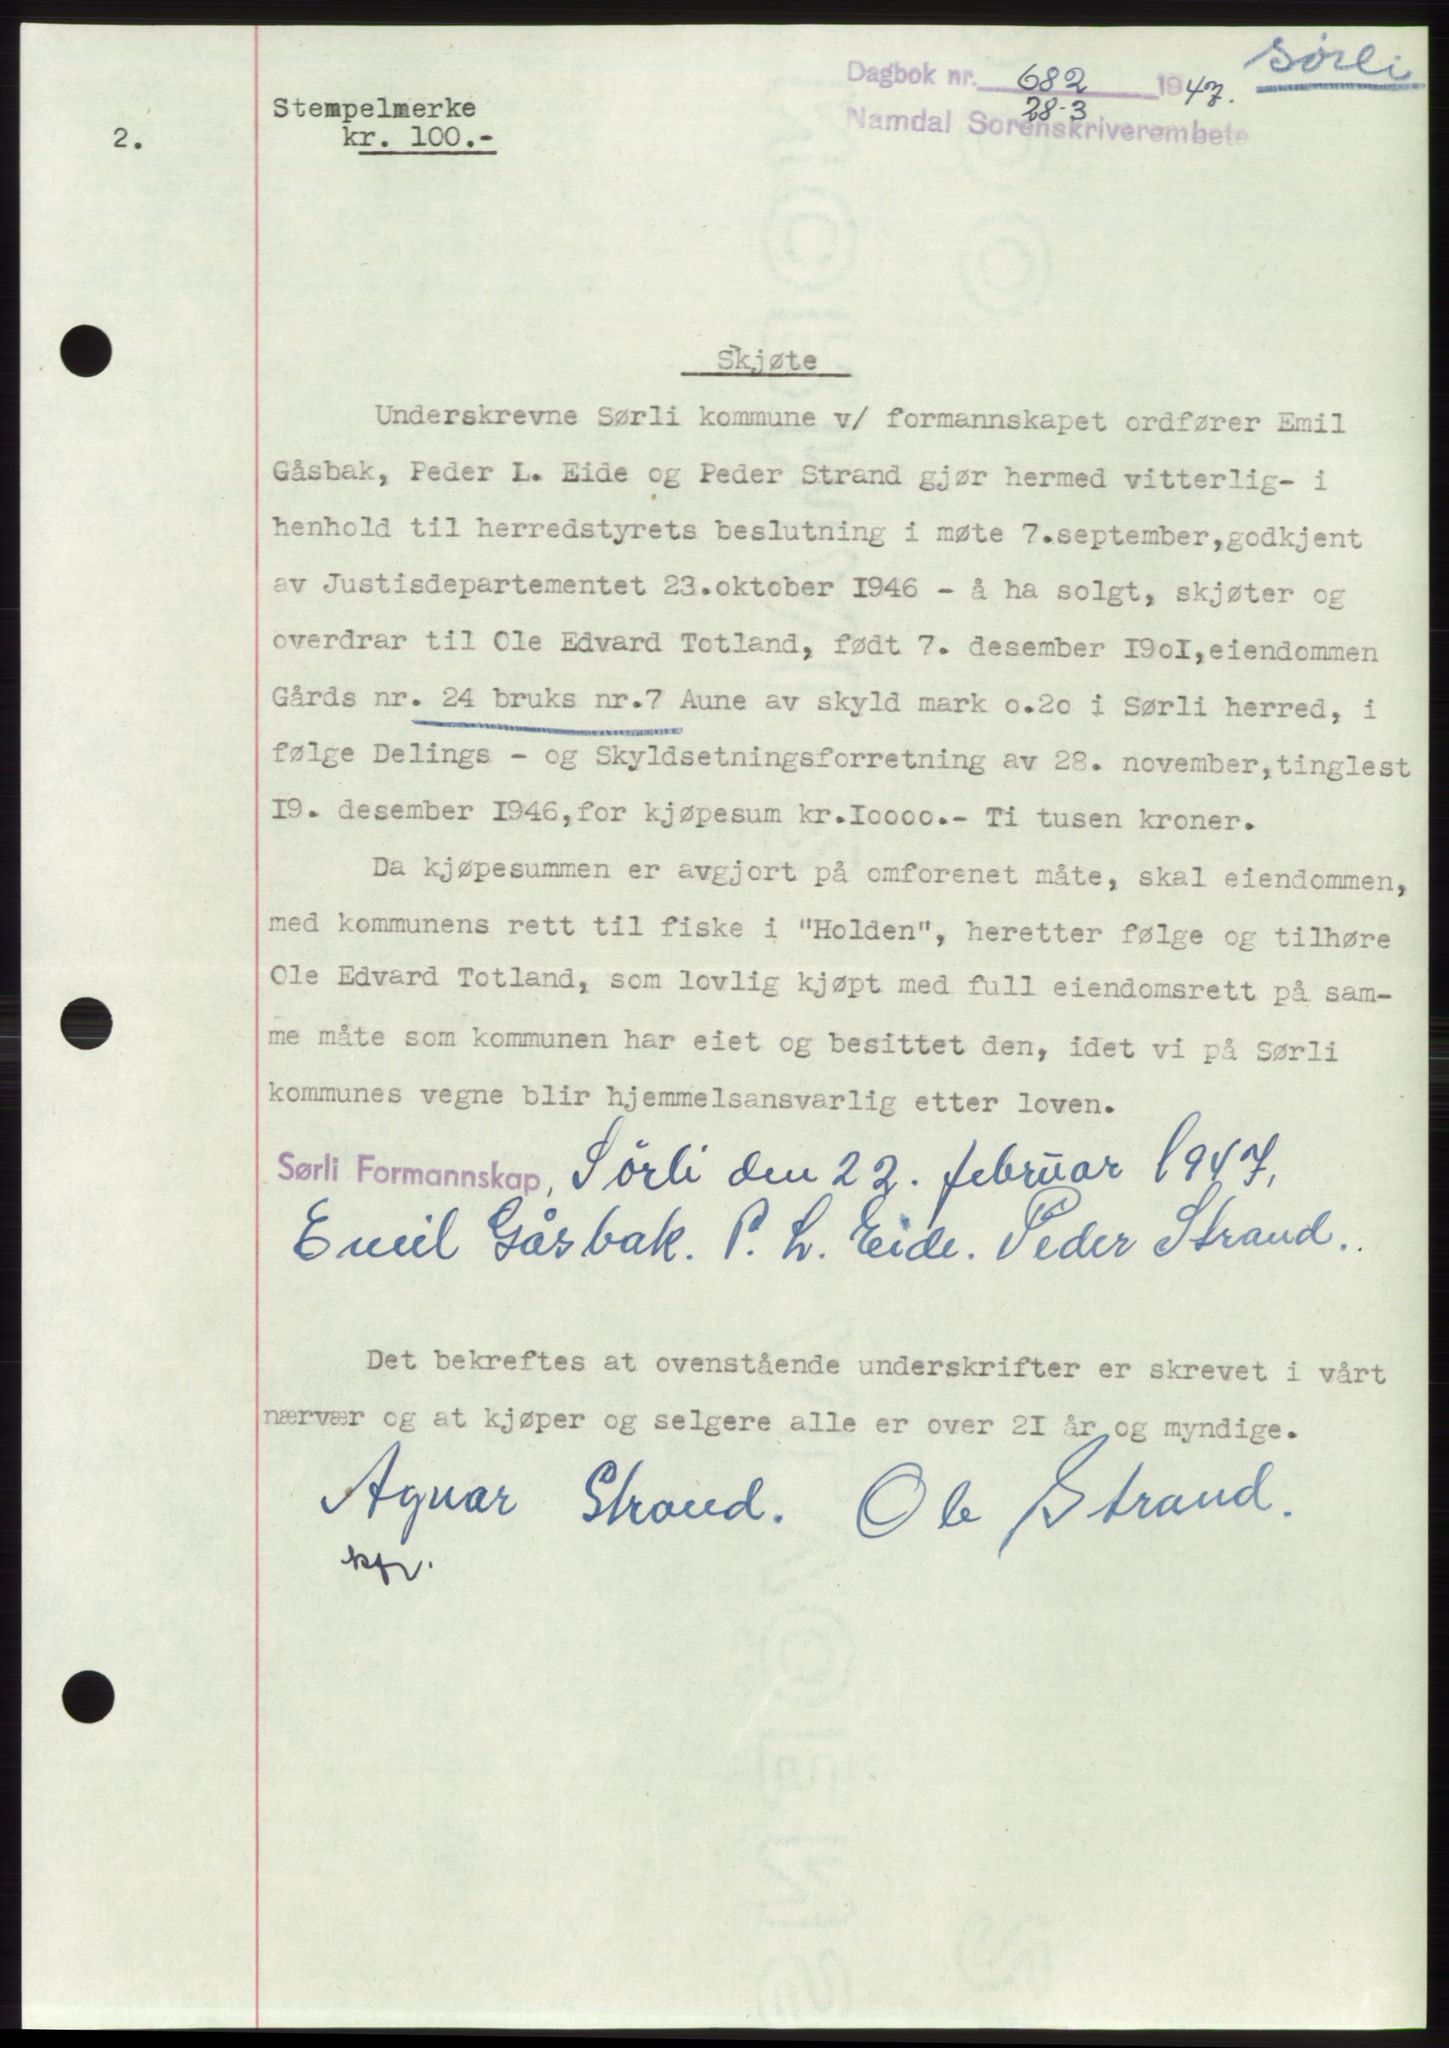 Sørli
Dagbok nr. 682 1947.
28-3
Namdal Sorenskriverembete
Stempelmerke
kr. 100.-
2.
Skjøte
Underskrevne Sørli kommune v/ formannskapet ordfører Emil
Gåsbak, Peder L. Eide og Peder Strand gjør hermed vitterlig- i
henhold til herredstyrets beslutning i møte 7.september,godkjent
av Justisdepartementet 23.oktober 1946 - å ha solgt, skjøter og
overdrar til Ole Edvard Totland, født 7. desember 19o1,eiendommen
Gårds nr. 24 bruks nr.7 Aune av skyld mark o.2o i Sørli herred, i
følge Delings - og Skyldsetningsforretning av 28. november,tinglest
19. desember 1946,for kjøpesum kr.1oooo.- Ti tusen kroner.
Da kjøpesummen er avgjort på omforenet måte, skal eiendommen,
med kommunens rett til fiske i "Holden", heretter følge og tilhøre
Ole Edvard Totland, som lovlig kjøpt med full eiendomsrett på sam-
me måte som kommunen har eiet og besittet den, idet vi på Sørli
kommunes vegne blir hjemmelsansvarlig etter loven.
Sørli Formannskap, Sörli den 22. februar 1947,
Emil Gåsbak. P. L. Eide. Peder Strand..
Det bekreftes at ovenstående underskrifter er skrevet i vårt
nærvær og at kjøper og selgere alle er over 21 år og myndige.
Agnar Strand. Ole Strand.